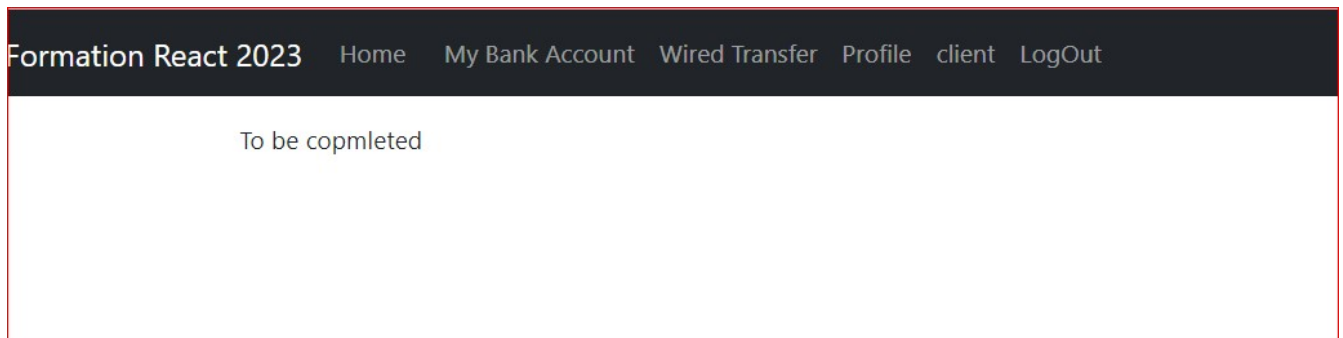 Formation React 2023 Home My Bank Account Wired Transfer Profile client LogOut
To be copmleted